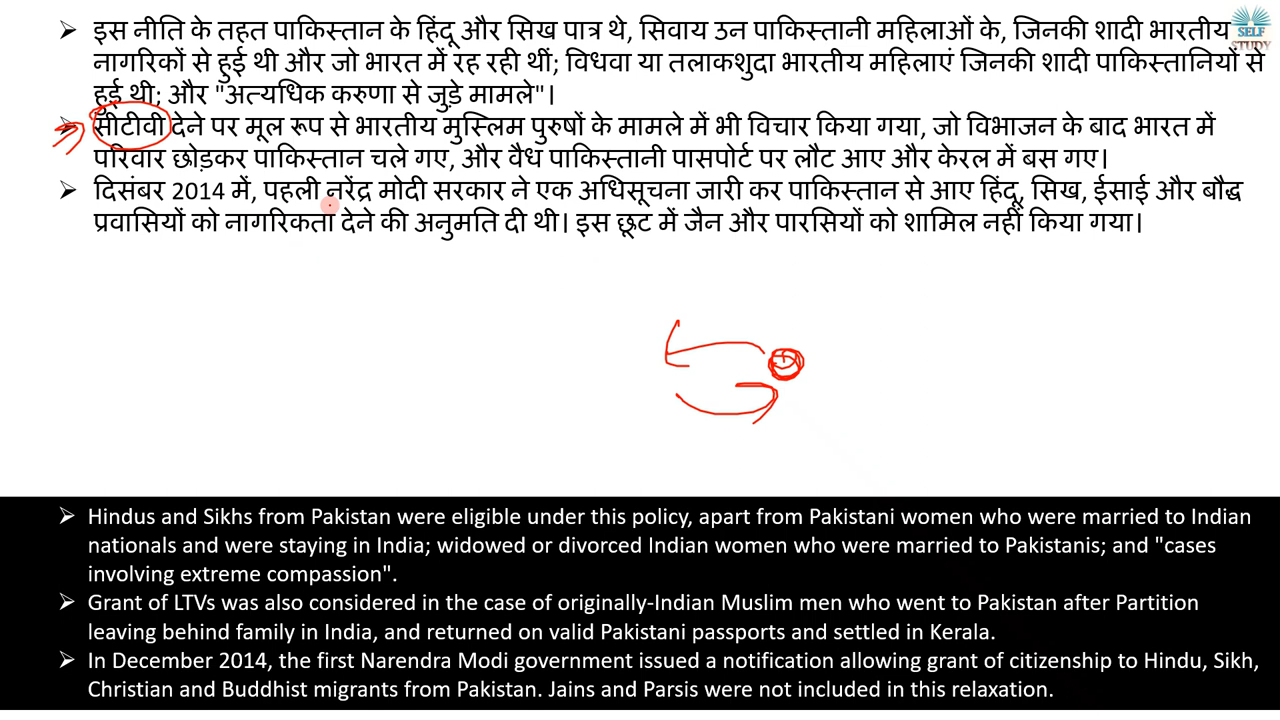 ➢ इस नीति के तहत पाकिस्तान के हिंदू और सिख पात्र थे, सिवाय उन पाकिस्तानी महिलाओं के, जिनकी शादी भारतीय
नागरिकों से हुई थी और जो भारत में रह रही थीं; विधवा या तलाकशुदा भारतीय महिलाएं जिनकी शादी पाकिस्तानियों से
हुई थी; और "अत्यधिक करुणा से जुड़े मामले"।
➢ सीटीवी देने पर मूल रूप से भारतीय मुस्लिम पुरुषों के मामले में भी विचार किया गया, जो विभाजन के बाद भारत में
परिवार छोड़कर पाकिस्तान चले गए, और वैध पाकिस्तानी पासपोर्ट पर लौट आए और केरल में बस गए।
➢ दिसंबर 2014 में, पहली नरेंद्र मोदी सरकार ने एक अधिसूचना जारी कर पाकिस्तान से आए हिंदू, सिख, ईसाई और बौद्ध
प्रवासियों को नागरिकता देने की अनुमति दी थी। इस छूट में जैन और पारसियों को शामिल नहीं किया गया।
SELF
STUDY
➢ Hindus and Sikhs from Pakistan were eligible under this policy, apart from Pakistani women who were married to Indian
nationals and were staying in India; widowed or divorced Indian women who were married to Pakistanis; and "cases
involving extreme compassion".
➢ Grant of LTVs was also considered in the case of originally-Indian Muslim men who went to Pakistan after Partition
leaving behind family in India, and returned on valid Pakistani passports and settled in Kerala.
➢ In December 2014, the first Narendra Modi government issued a notification allowing grant of citizenship to Hindu, Sikh,
Christian and Buddhist migrants from Pakistan. Jains and Parsis were not included in this relaxation.